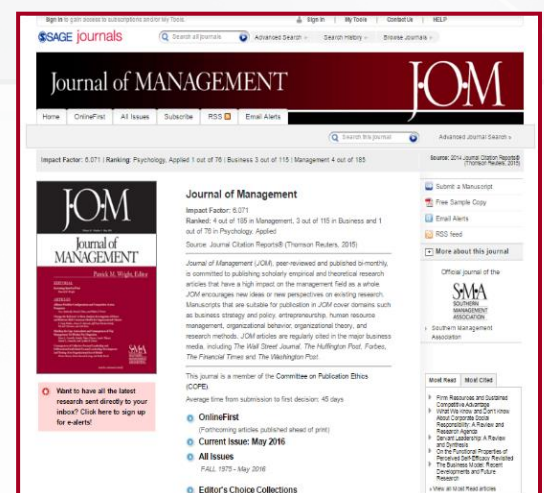 Sign in to gain access to subscriptions and/or My Tools.
Sign In | My Tools | Contact Us | HELP
SAGE journals
Search all journals
Advanced Search
Search History
Browse Journals
Journal of MANAGEMENT
JOM
Home
OnlineFirst
All Issues
Subscribe
RSS
Email Alerts
Search this journal
Advanced Journal Search »
Impact Factor: 6.071 | Ranking: Psychology, Applied 1 out of 76 | Business 3 out of 115 | Management 4 out of 185
Source: 2014 Journal Citation Reports®
(Thomson Reuters, 2015)
JOM
Journal of
MANAGEMENT
Patrick M. Wright, Editor
EDITORIAL
ARTICLES
Want to have all the latest
research sent directly to your
inbox? Click here to sign up
for e-alerts!
Journal of Management
Impact Factor: 6.071
Ranked: 4 out of 185 in Management, 3 out of 115 in Business and 1
out of 76 in Psychology, Applied
Source: Journal Citation Reports® (Thomson Reuters, 2015)
Journal of Management (JOM), peer-reviewed and published bi-monthly,
is committed to publishing scholarly empirical and theoretical research
articles that have a high impact on the management field as a whole.
JOM encourages new ideas or new perspectives on existing research.
Manuscripts that are suitable for publication in JOM cover domains such
as business strategy and policy, entrepreneurship, human resource
management, organizational behavior, organizational theory, and
research methods. JOM articles are regularly cited in the major business
media, including The Wall Street Journal, The Huffington Post, Forbes,
The Financial Times and The Washington Post.
This journal is a member of the Committee on Publication Ethics
(COPE).
Average time from submission to first decision: 45 days
OnlineFirst
(Forthcoming articles published ahead of print)
Current Issue: May 2016
All Issues
FALL 1975 - May 2016
Editor's Choice Collections
Submit a Manuscript
Free Sample Copy
Email Alerts
RSS feed
More about this journal
Official journal of the
SMA
SOUTHERN
MANAGEMENT
ASSOCIATION
Southern Management
Association
Most Read
Most Cited
Firm Resources and Sustained
Competitive Advantage
What We Know and Don't Know
About Corporate Social
Responsibility: A Review and
Research Agenda
Servant Leadership: A Review
and Synthesis
On the Functional Properties of
Perceived Self-Efficacy Revisited
The Business Model: Recent
Developments and Future
Research
» View all Most Read articles